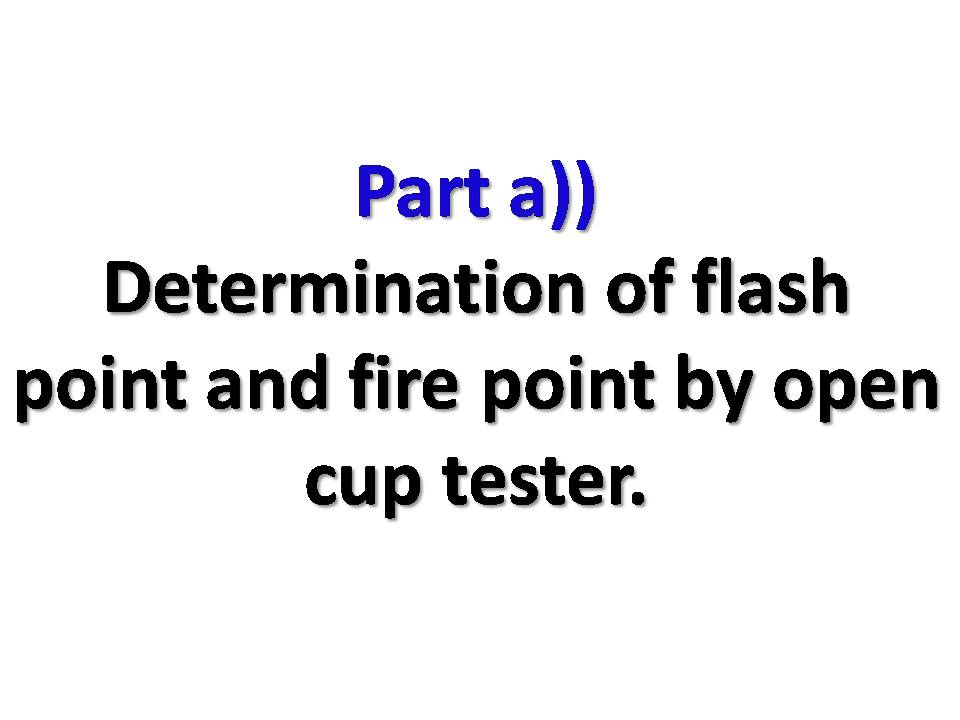 Part a))
Determination of flash
point and fire point by open
cup tester.